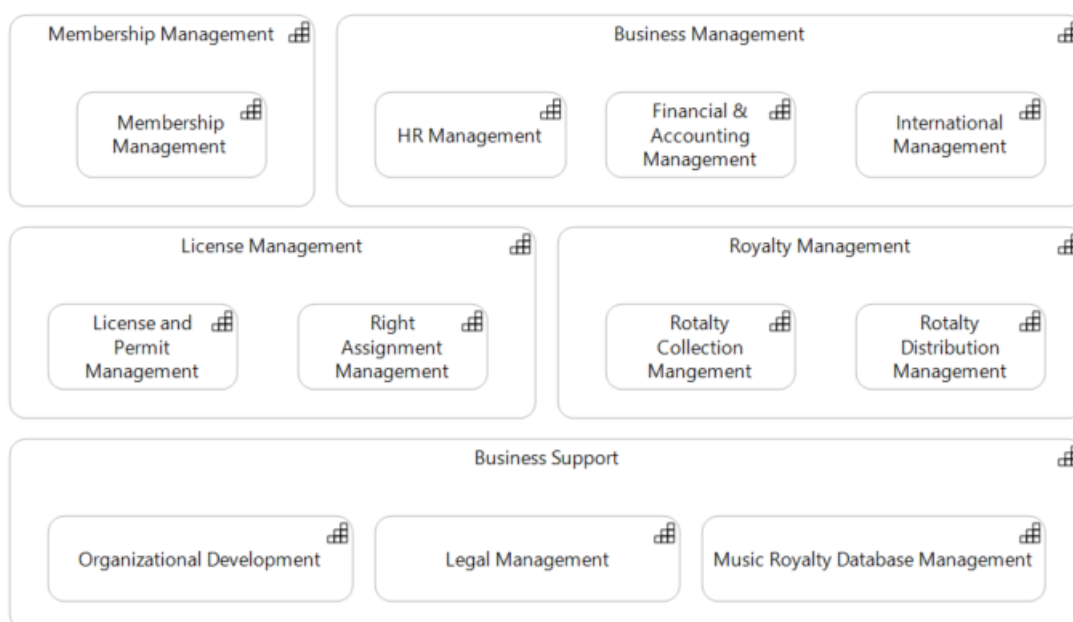 Membership Management
Business Management
Membership
Management
HR Management
Financial &
Accounting
Management
International
Management
License Management
Royalty Management
License and
Permit
Management
Right
Assignment
Management
Rotalty
Collection
Mangement
Rotalty
Distribution
Management
Business Support
Organizational Development
Legal Management
Music Royalty Database Management